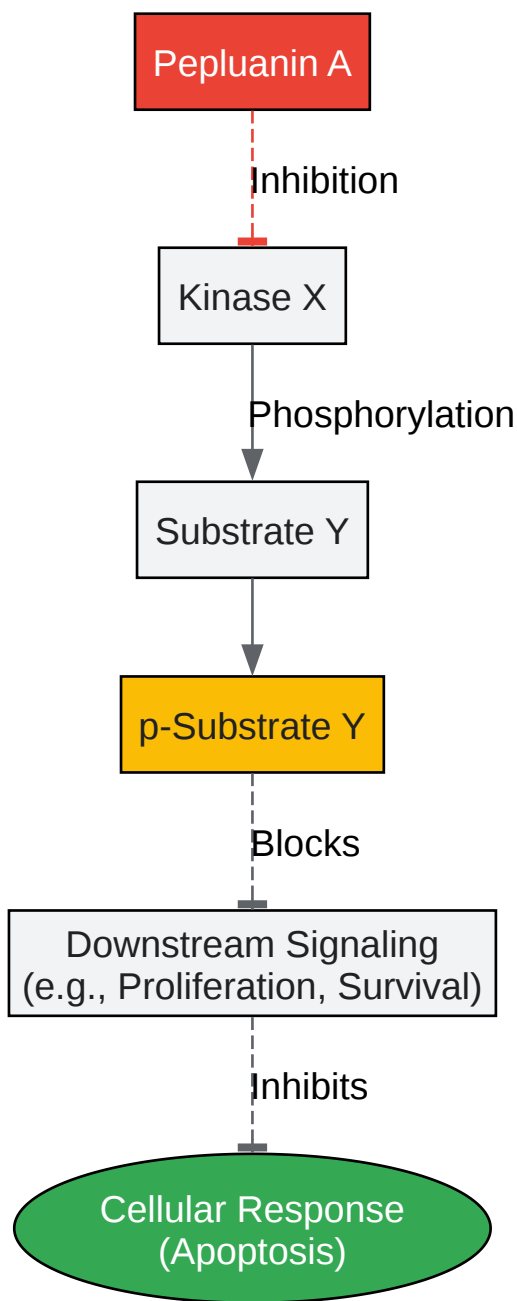 Pepluanin A
Inhibition
Kinase X
Phosphorylation
Substrate Y
p-Substrate Y
Blocks
Downstream Signaling
(e.g., Proliferation, Survival)
Inhibits
Cellular Response
(Apoptosis)